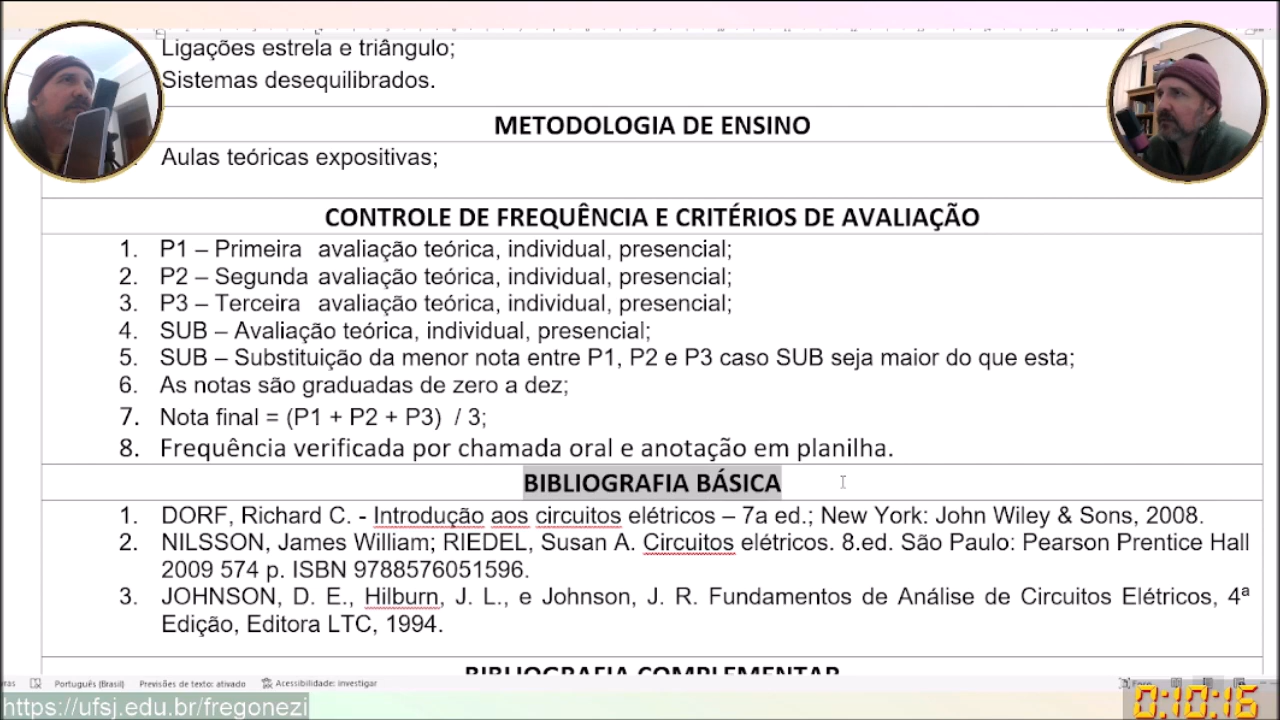 Ligações estrela e triângulo;
Sistemas desequilibrados.
METODOLOGIA DE ENSINO
Aulas teóricas expositivas;
CONTROLE DE FREQUÊNCIA E CRITÉRIOS DE AVALIAÇÃO
1. P1 – Primeira avaliação teórica, individual, presencial;
2. P2 – Segunda avaliação teórica, individual, presencial;
3. P3 – Terceira avaliação teórica, individual, presencial;
4. SUB – Avaliação teórica, individual, presencial;
5. SUB – Substituição da menor nota entre P1, P2 e P3 caso SUB seja maior do que esta;
6. As notas são graduadas de zero a dez;
7. Nota final = (P1 + P2 + P3) / 3;
8. Frequência verificada por chamada oral e anotação em planilha.
BIBLIOGRAFIA BÁSICA
1. DORF, Richard C. - Introdução aos circuitos elétricos – 7a ed.; New York: John Wiley & Sons, 2008.
2. NILSSON, James William; RIEDEL, Susan A. Circuitos elétricos. 8.ed. São Paulo: Pearson Prentice Hall
2009 574 p. ISBN 9788576051596.
3. JOHNSON, D. E., Hilburn, J. L., e Johnson, J. R. Fundamentos de Análise de Circuitos Elétricos, 4ª
Edição, Editora LTC, 1994.
BIBLIOGRAFIA COMPLEMENTAR
Português (Brasil) Previsões de texto: ativado Acessibilidade: investigar
https://ufsj.edu.br/fregonezi
0:10:16